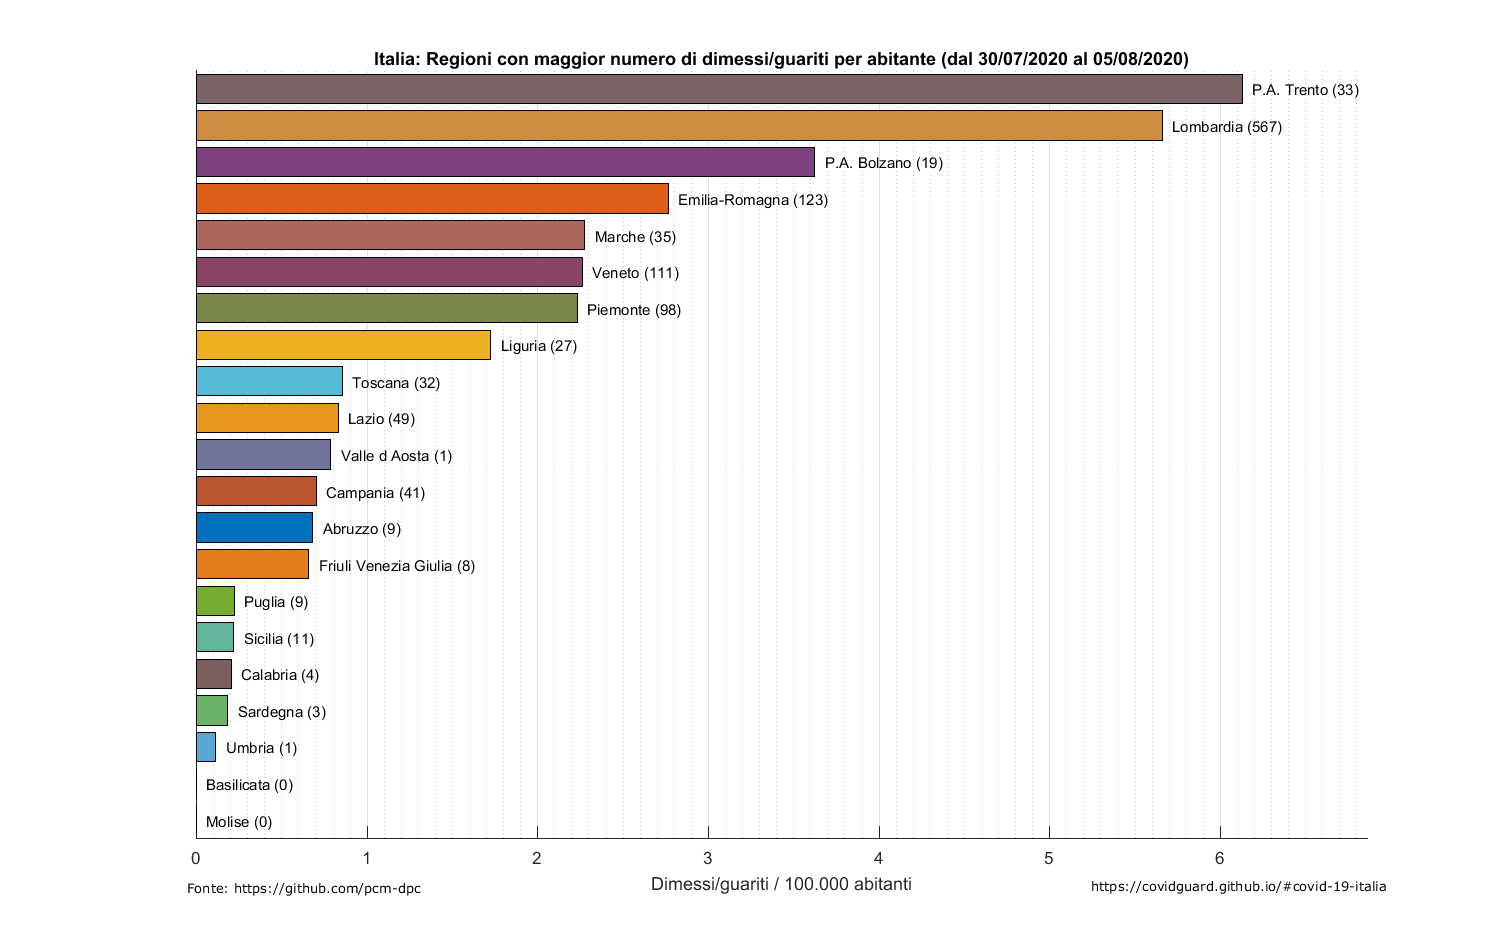 Italia: Regioni con maggior numero di dimessi/guariti per abitante (dal 30/07/2020 al 05/08/2020)
P.A. Trento (33)
Lombardia (567)
P.A. Bolzano (19)
Emilia-Romagna (123)
Marche (35)
Veneto (111)
Piemonte (98)
Liguria (27)
Toscana (32)
Lazio (49)
Valle d Aosta (1)
Campania (41)
Abruzzo (9)
Friuli Venezia Giulia (8)
Puglia (9)
Sicilia (11)
Calabria (4)
Sardegna (3)
Umbria (1)
Basilicata (0)
Molise (0)
0 1 2 3 4 5 6
Dimessi/guariti / 100.000 abitanti
Fonte: https://github.com/pcm-dpc
https://covidguard.github.io/#covid-19-italia